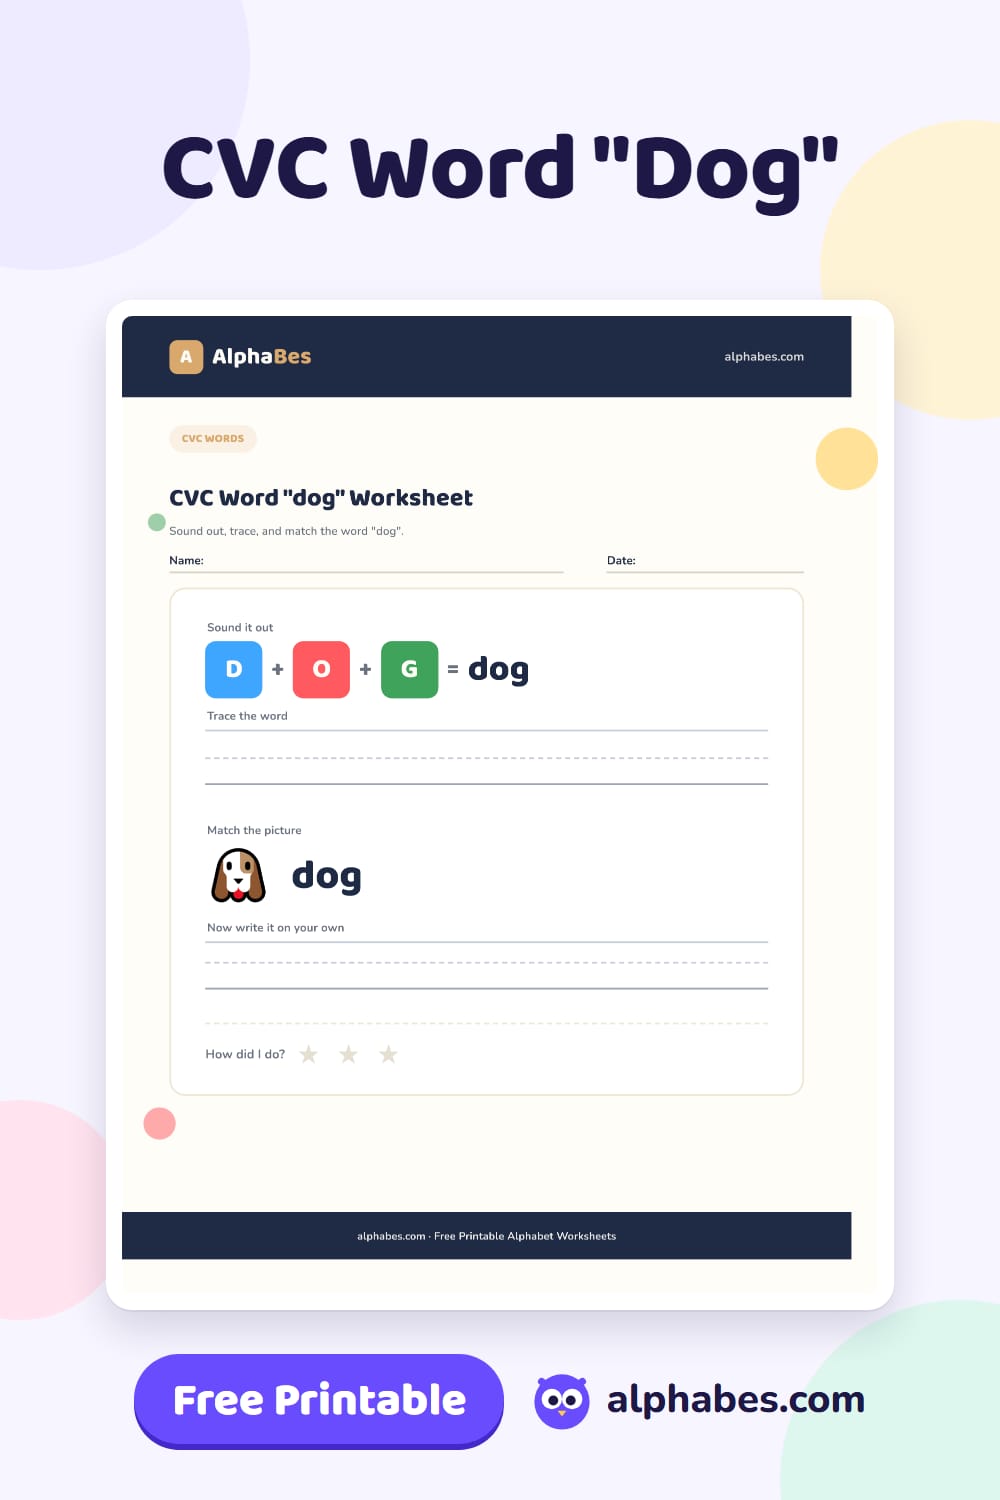 CVC Word "Dog"
A AlphaBes
alphabes.com
CVC WORDS
CVC Word "dog" Worksheet
Sound out, trace, and match the word "dog".
Name:
Date:
Sound it out
D + O + G = dog
Trace the word
Match the picture
dog
Now write it on your own
How did I do?
alphabes.com · Free Printable Alphabet Worksheets
Free Printable
alphabes.com